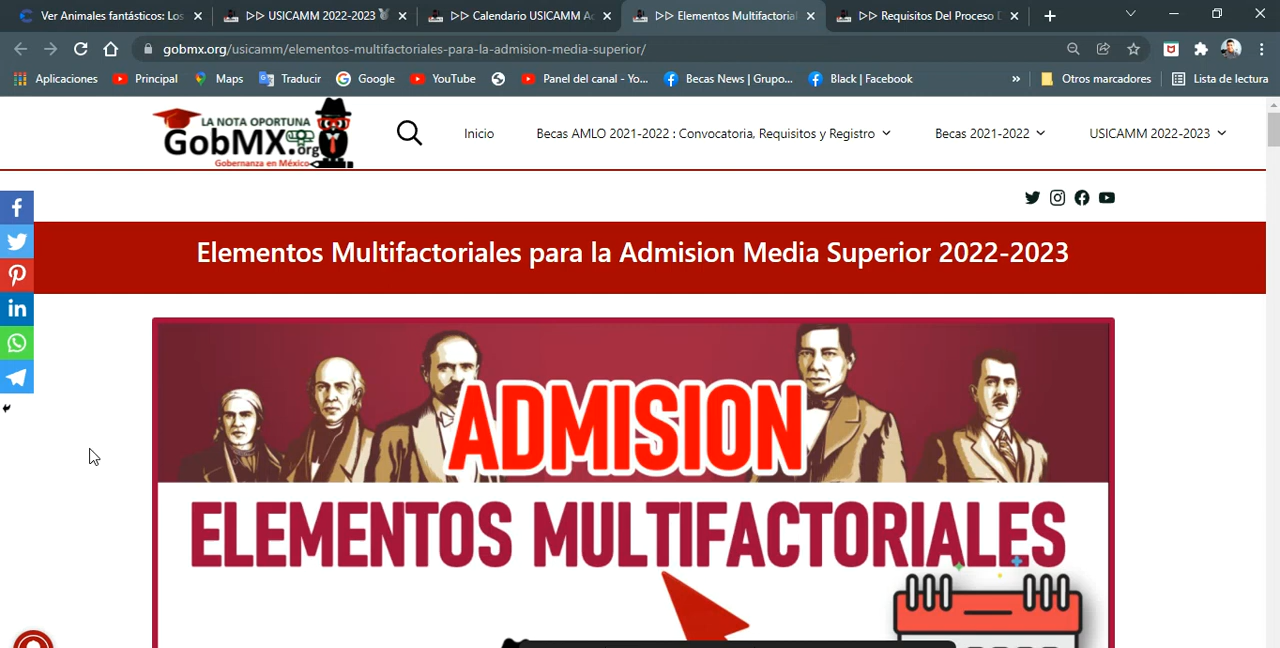 Ver Animales fantásticos: Los
▷▷ USICAMM 2022-2023
▷▷ Calendario USICAMM A
▷▷ Elementos Multifactorial
▷▷ Requisitos Del Proceso
gobmx.org/usicamm/elementos-multifactoriales-para-la-admision-media-superior/
Aplicaciones
Principal
Maps
Traducir
Google
YouTube
Panel del canal - Yo...
Becas News | Grupo...
Black | Facebook
»
Otros marcadores
Lista de lectura
LA NOTA OPORTUNA
GobMX.org
Gobernanza en México
Inicio
Becas AMLO 2021-2022 : Convocatoria, Requisitos y Registro
Becas 2021-2022
USICAMM 2022-2023
Elementos Multifactoriales para la Admision Media Superior 2022-2023
ADMISION
ELEMENTOS MULTIFACTORIALES